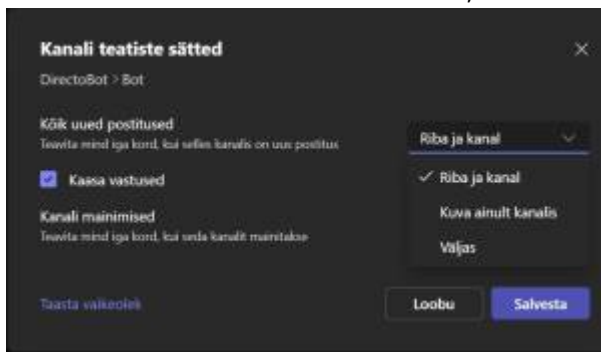 Kanali teatiste sätted
DirectoBot > Bot
Kõik uued postitused
Teavita mind iga kord, kui selles kanalis on uus postitus
Riba ja kanal
Kaasa vastused
Riba ja kanal
Kuva ainult kanalis
Väljas
Kanali mainimised
Teavita mind iga kord, kui seda kanalit mainitakse
Taasta vaikeolek
Loobu
Salvesta